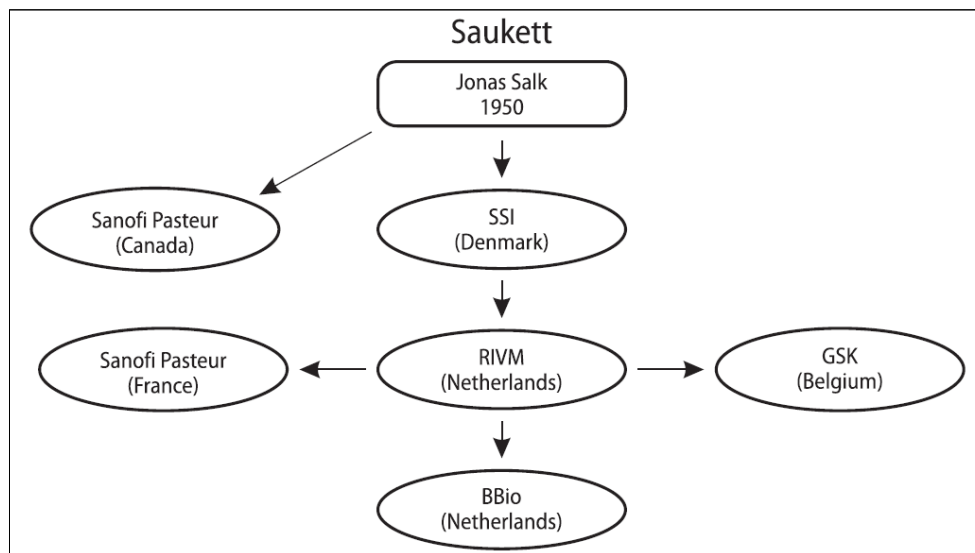 Saukett
Jonas Salk
1950
Sanofi Pasteur
(Canada)
SSI
(Denmark)
Sanofi Pasteur
(France)
RIVM
(Netherlands)
GSK
(Belgium)
BBio
(Netherlands)